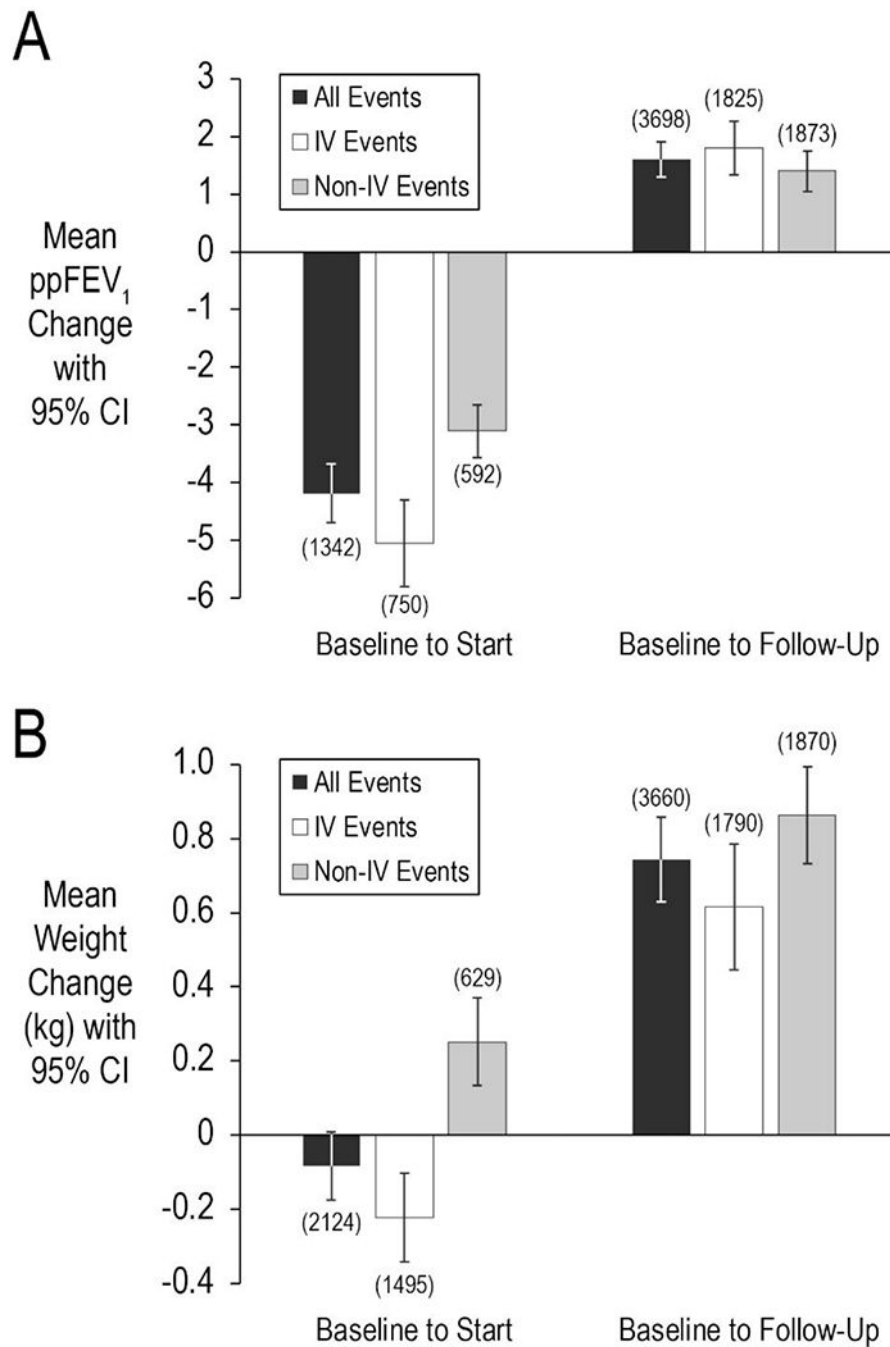 A
3
2
1
0
-1
-2
-3
-4
-5
-6
Mean
ppFEV1
Change
with
95% CI
All Events
IV Events
Non-IV Events
(3698)
(1825)
(1873)
(1342)
(750)
(592)
Baseline to Start
Baseline to Follow-Up
B
1.0
0.8
0.6
0.4
0.2
0
-0.2
-0.4
Mean
Weight
Change
(kg) with
95% CI
All Events
IV Events
Non-IV Events
(3660)
(1790)
(1870)
(629)
(2124)
(1495)
Baseline to Start
Baseline to Follow-Up